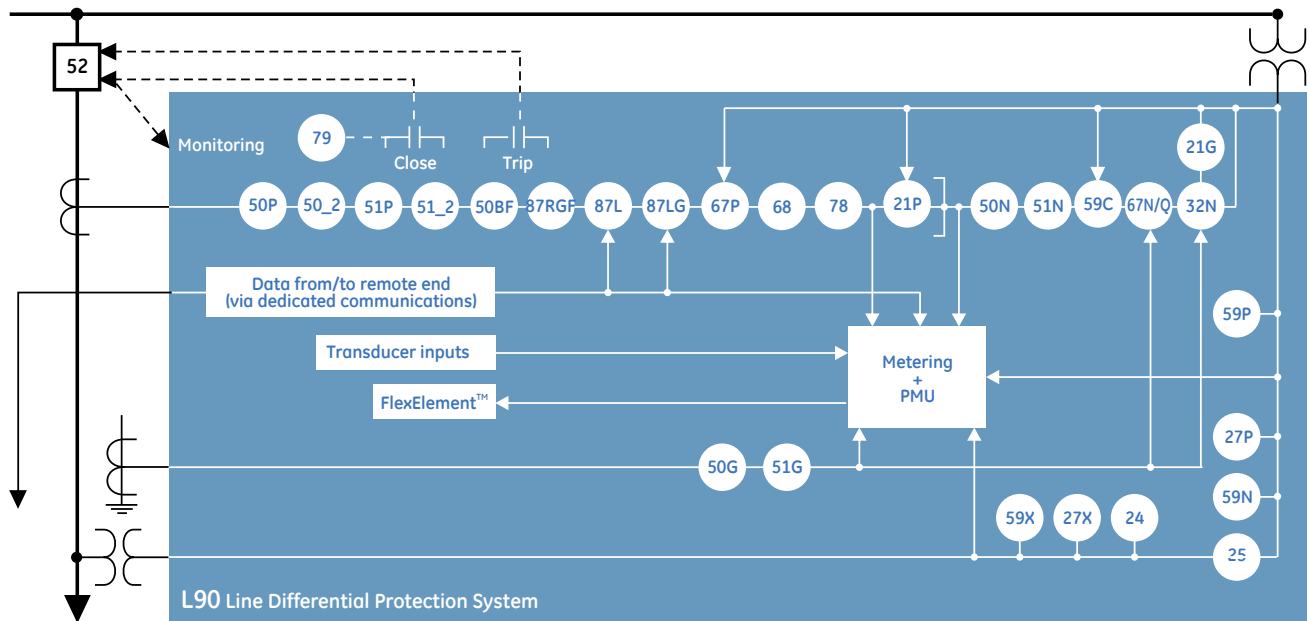 52
Monitoring
79
Close
Trip
21G
50P 50_2 51P 51_2 50BF 87RGF 87L 87LG 67P 68 78 21P 50N 51N 59C 67N/Q 32N
Data from/to remote end
(via dedicated communications)
59P
Transducer inputs
Metering
+
PMU
FlexElement™
27P
50G 51G
59N
59X 27X 24
25
L90 Line Differential Protection System